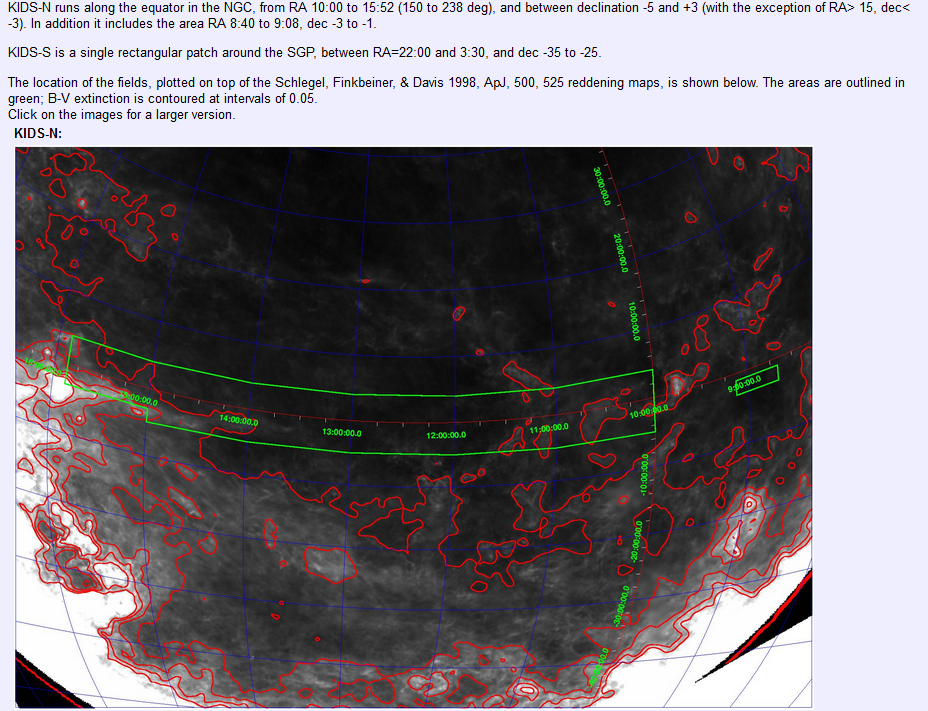 KIDS-N runs along the equator in the NGC, from RA 10:00 to 15:52 (150 to 238 deg), and between declination -5 and +3 (with the exception of RA> 15, dec<
-3). In addition it includes the area RA 8:40 to 9:08, dec -3 to -1.
KIDS-S is a single rectangular patch around the SGP, between RA=22:00 and 3:30, and dec -35 to -25.
The location of the fields, plotted on top of the Schlegel, Finkbeiner, & Davis 1998, ApJ, 500, 525 reddening maps, is shown below. The areas are outlined in
green; B-V extinction is contoured at intervals of 0.05.
Click on the images for a larger version.
KIDS-N:
30:00:00.0
20:00:00.0
10:00:00.0
9:00:00.0
10:00:00.0
11:00:00.0
12:00:00.0
13:00:00.0
14:00:00.0
15:00:00.0
-10:00:00.0
-20:00:00.0
-30:00:00.0